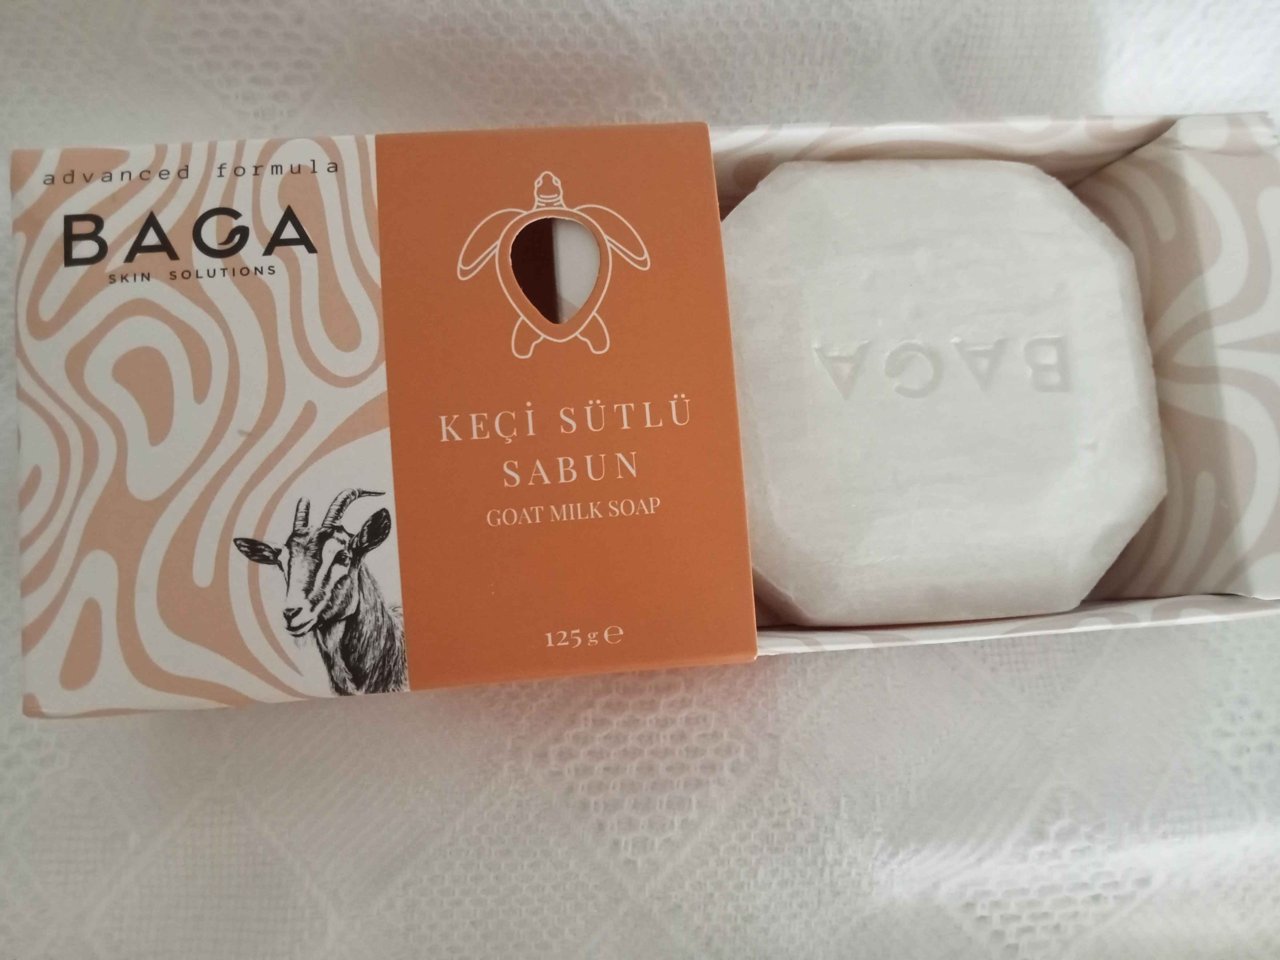 advanced formula
BAGA
SKIN SOLUTIONS
KEÇİ SÜTLÜ
SABUN
GOAT MILK SOAP
125 g ℮
BAGA